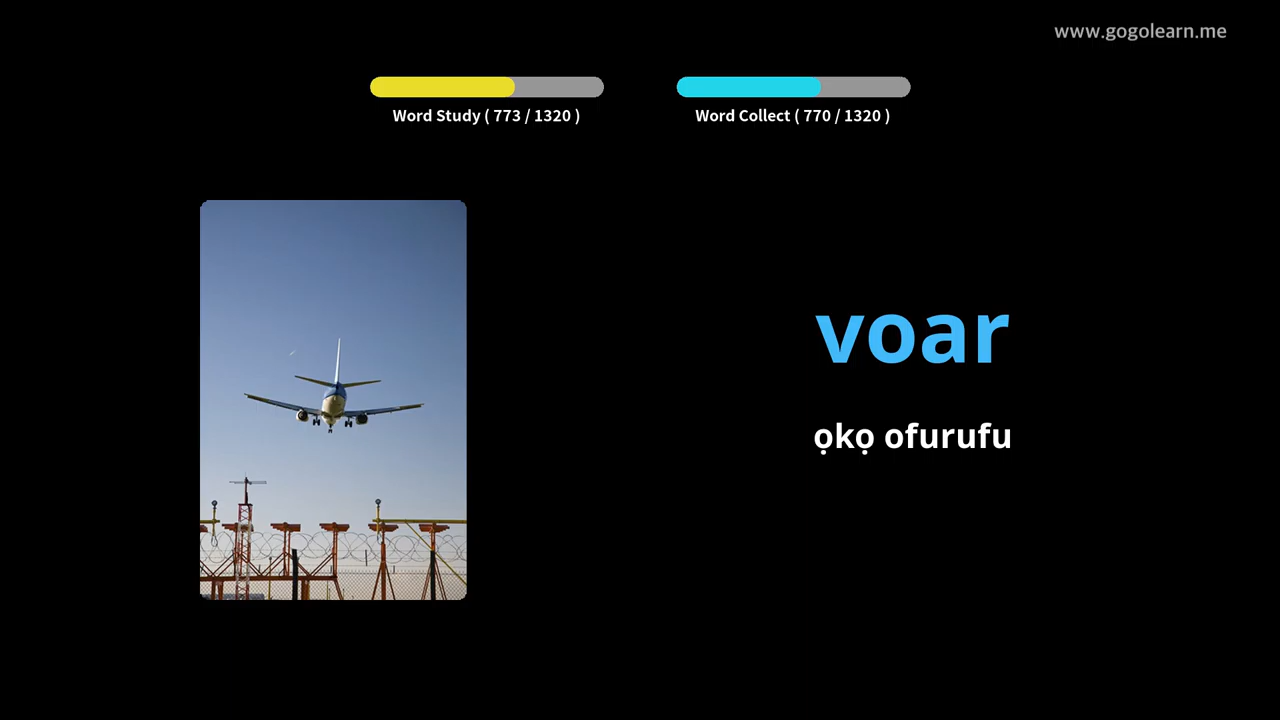 www.gogolearn.me
Word Study ( 773 / 1320 )
Word Collect ( 770 / 1320 )
voar
ọkọ ofurufu